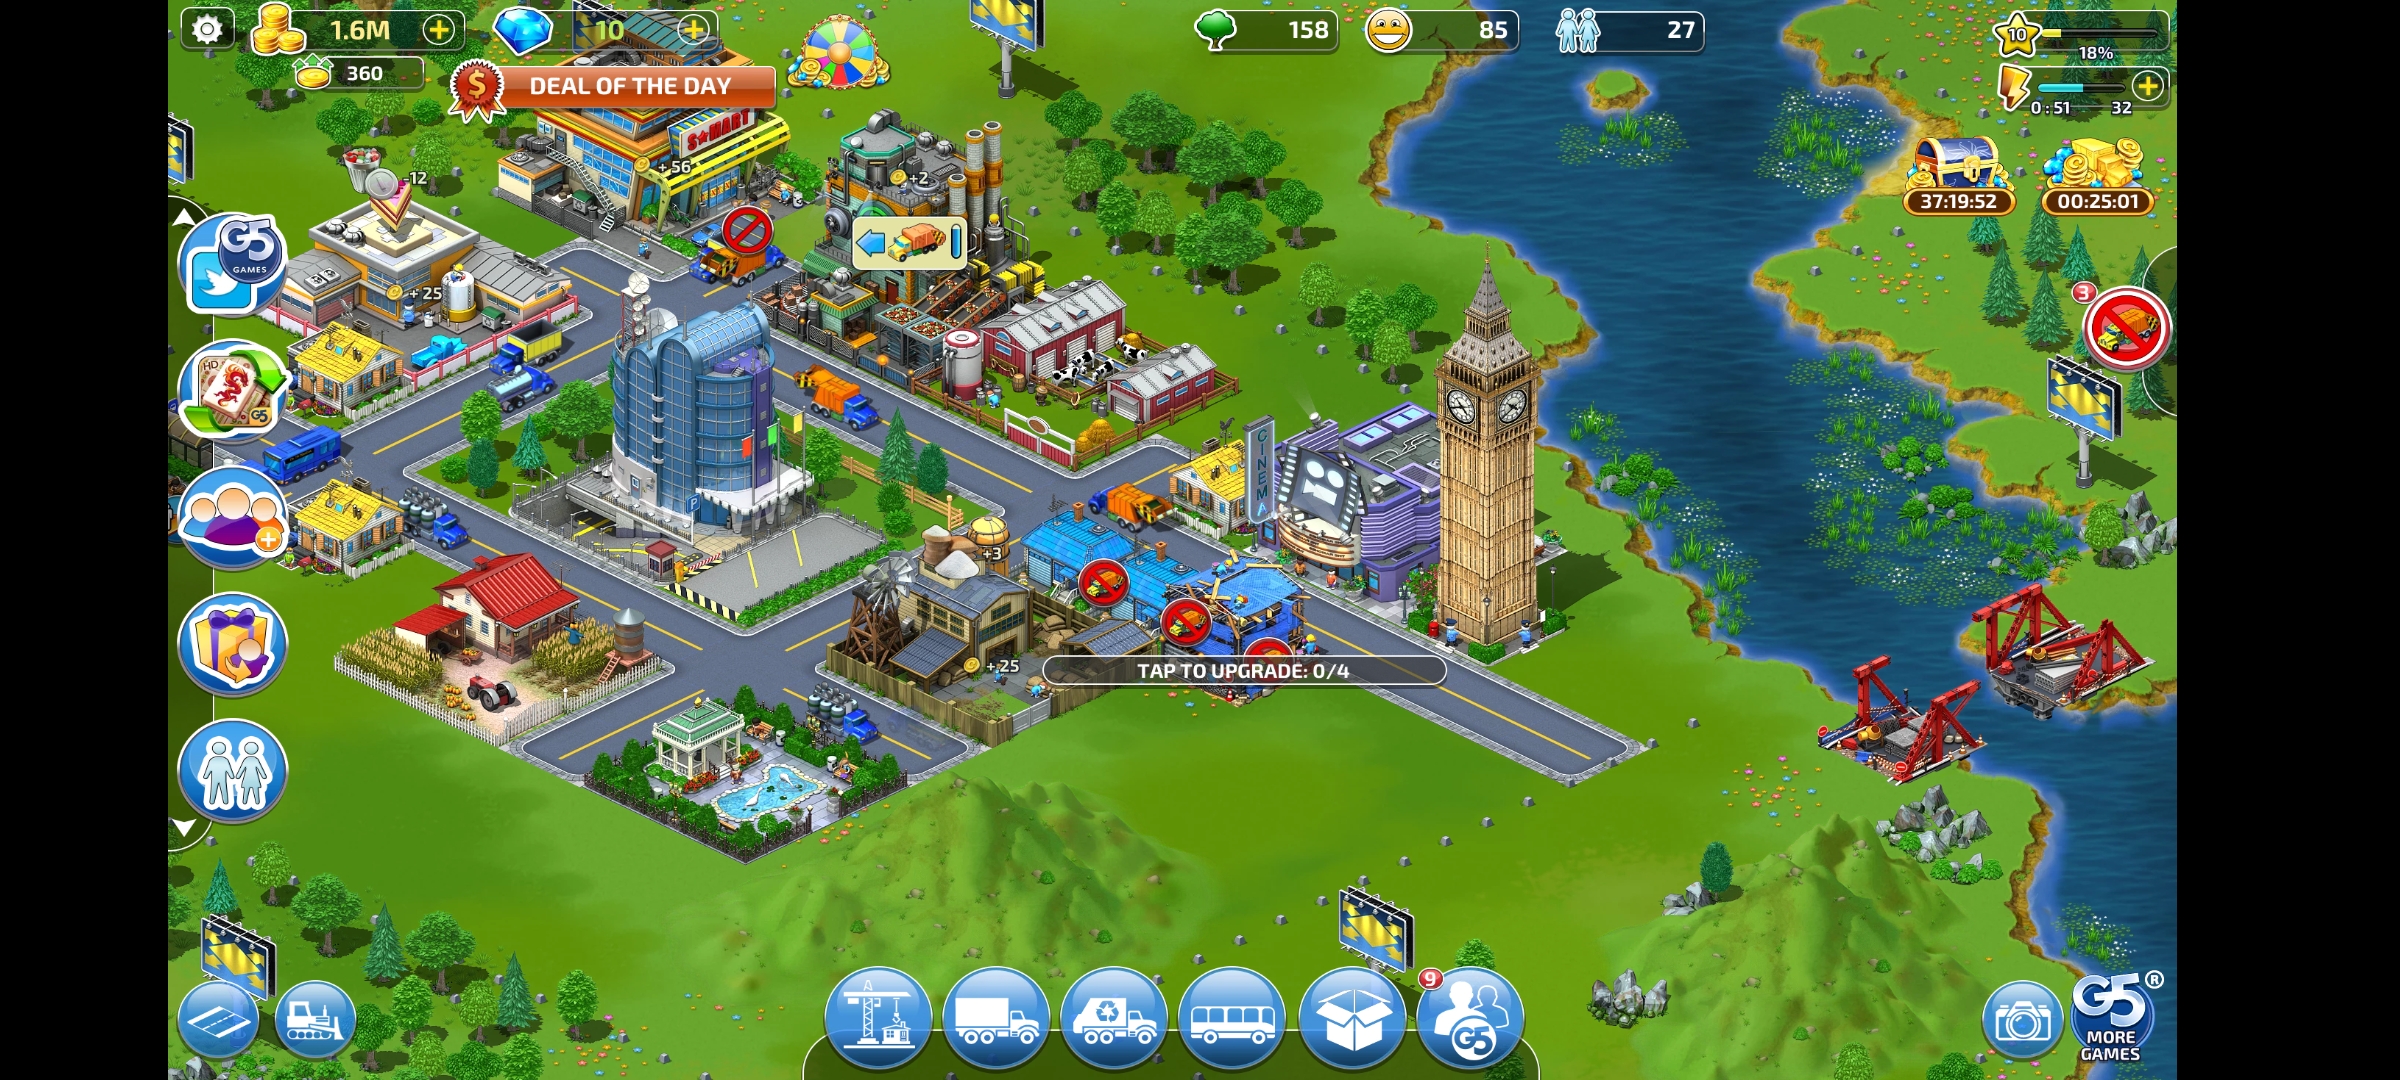 1.6M
10
360
DEAL OF THE DAY
158
85
27
10
18%
0:51
32
37:19:52
00:25:01
3
S★MART
+56
+2
-12
+25
G5
GAMES
HD
G5
CINEMA
P
+3
+25
TAP TO UPGRADE: 0/4
A
9
G5
G5®
MORE
GAMES